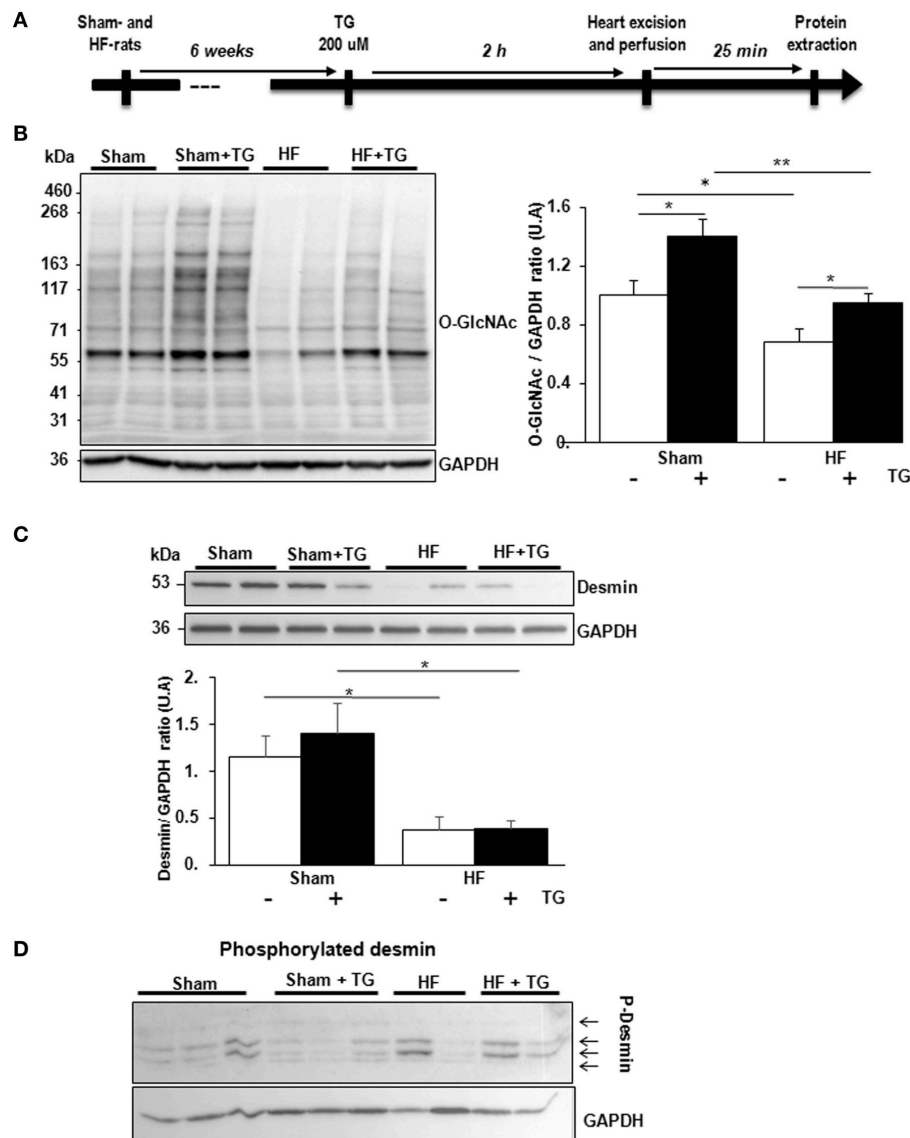 A
Sham- and
HF-rats
6 weeks
TG
200 uM
2 h
Heart excision
and perfusion
25 min
Protein
extraction
B
kDa
Sham
Sham+TG
HF
HF+TG
460
268
163
117
71
55
41
31
36
O-GlcNAc
GAPDH
O-GlcNAc / GAPDH ratio (U.A)
1.6
1.2
0.8
0.4
0.
*
*
**
*
Sham
HF
- + - + TG
C
kDa
Sham
Sham+TG
HF
HF+TG
53
Desmin
36
GAPDH
Desmin/ GAPDH ratio (U.A)
2.
1.5
1.
0.5
0.
*
*
Sham
HF
- + - + TG
D
Phosphorylated desmin
Sham
Sham + TG
HF
HF + TG
P-Desmin
GAPDH